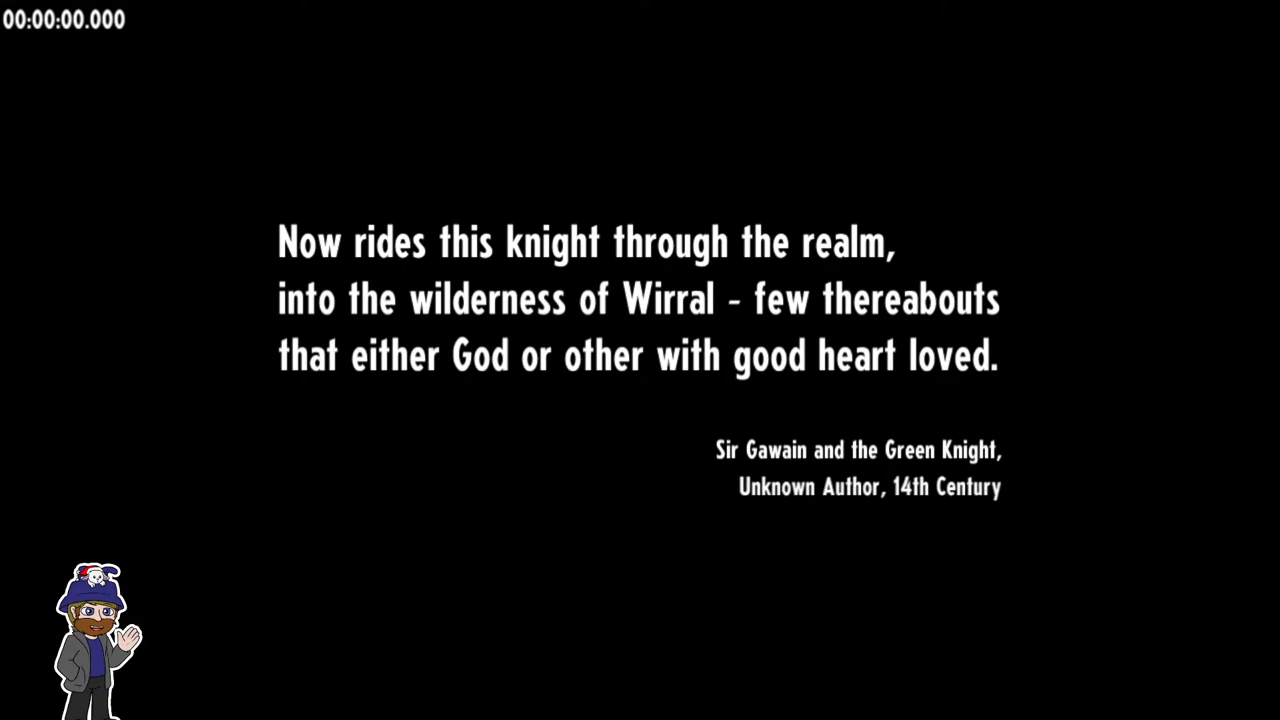 00:00:00.000
Now rides this knight through the realm,
into the wilderness of Wirral - few thereabouts
that either God or other with good heart loved.
Sir Gawain and the Green Knight,
Unknown Author, 14th Century